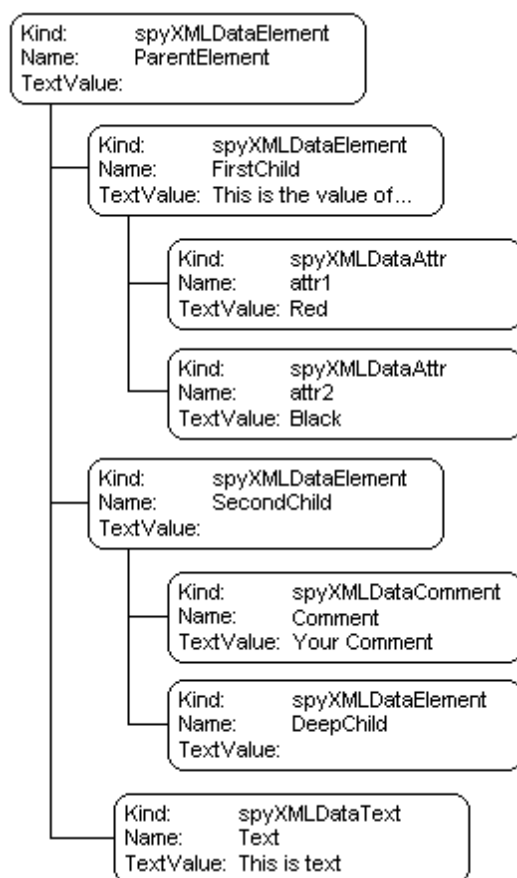 Kind: spyXMLDataElement
Name: ParentElement
TextValue:
Kind: spyXMLDataElement
Name: FirstChild
TextValue: This is the value of...
Kind: spyXMLDataAttr
Name: attr1
TextValue: Red
Kind: spyXMLDataAttr
Name: attr2
TextValue: Black
Kind: spyXMLDataElement
Name: SecondChild
TextValue:
Kind: spyXMLDataComment
Name: Comment
TextValue: Your Comment
Kind: spyXMLDataElement
Name: DeepChild
TextValue:
Kind: spyXMLDataText
Name: Text
TextValue: This is text